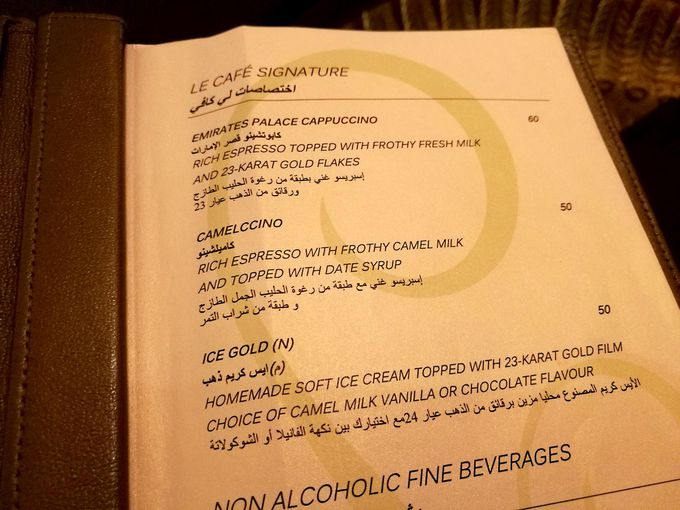 LE CAFÉ SIGNATURE
اختصاصات لي كافي
EMIRATES PALACE CAPPUCCINO 60
كابوتشينو قصر الإمارات
RICH ESPRESSO TOPPED WITH FROTHY FRESH MILK
AND 23-KARAT GOLD FLAKES
إسبريسو غني بطبقة من رغوة الحليب الطازج
ورقائق من الذهب عيار 23
CAMELCCINO 50
كاميلشينو
RICH ESPRESSO WITH FROTHY CAMEL MILK
AND TOPPED WITH DATE SYRUP
إسبريسو غني مع طبقة من رغوة الحليب الجمل الطازج
و طبقة من شراب التمر
ICE GOLD (N) 50
(م) ايس كريم ذهب
HOMEMADE SOFT ICE CREAM TOPPED WITH 23-KARAT GOLD FILM
CHOICE OF CAMEL MILK VANILLA OR CHOCOLATE FLAVOUR
الأيس كريم المصنوع محليا مزين برقائق من الذهب عيار 24مع اختيارك بين نكهة الفانيلا أو الشوكولاتة
NON ALCOHOLIC FINE BEVERAGES